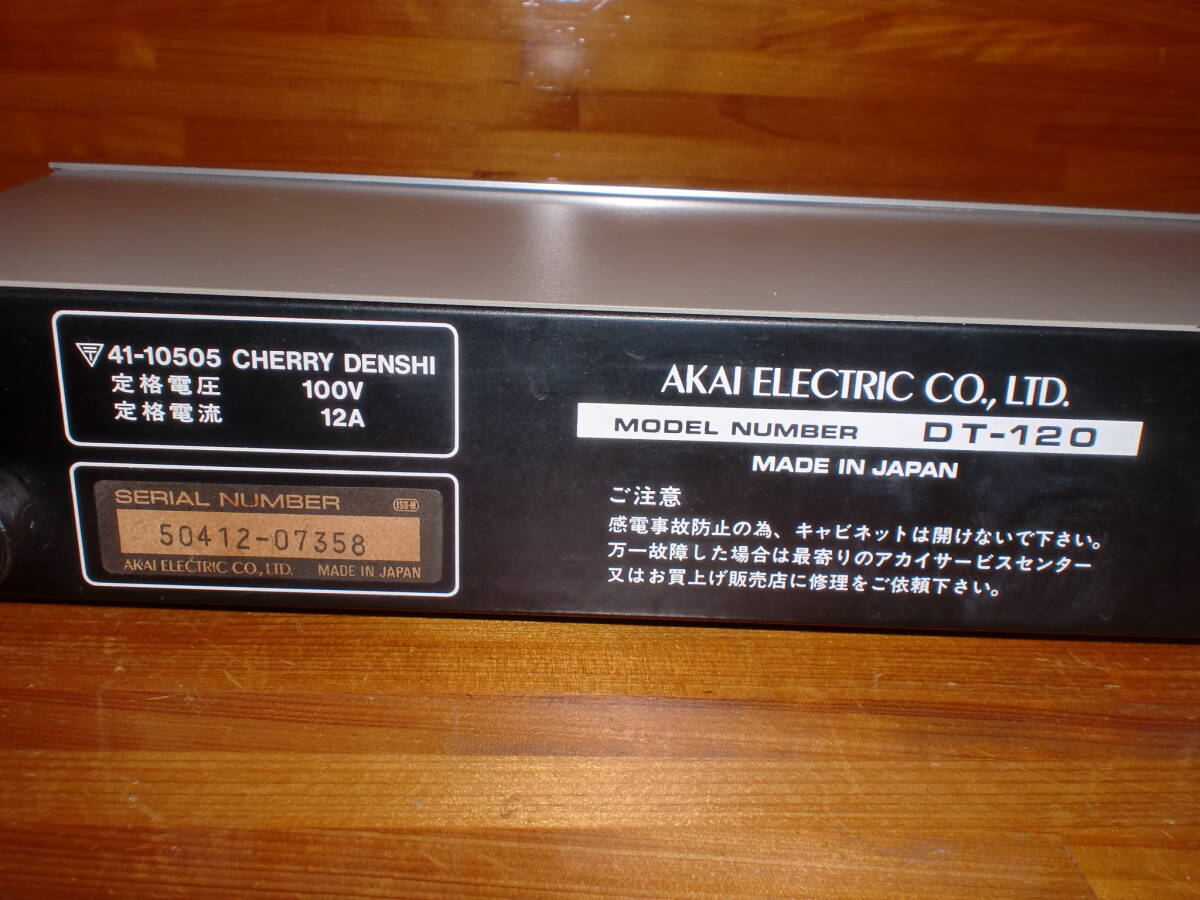 T 41-10505 CHERRY DENSHI
定格電圧 100V
定格電流 12A
SERIAL NUMBER ISO-M
50412-07358
AKAI ELECTRIC CO., LTD. MADE IN JAPAN
AKAI ELECTRIC CO., LTD.
MODEL NUMBER DT-120
MADE IN JAPAN
ご注意
感電事故防止の為、キャビネットは開けないで下さい。
万一故障した場合は最寄りのアカイサービスセンター
又はお買上げ販売店に修理をご依頼下さい。